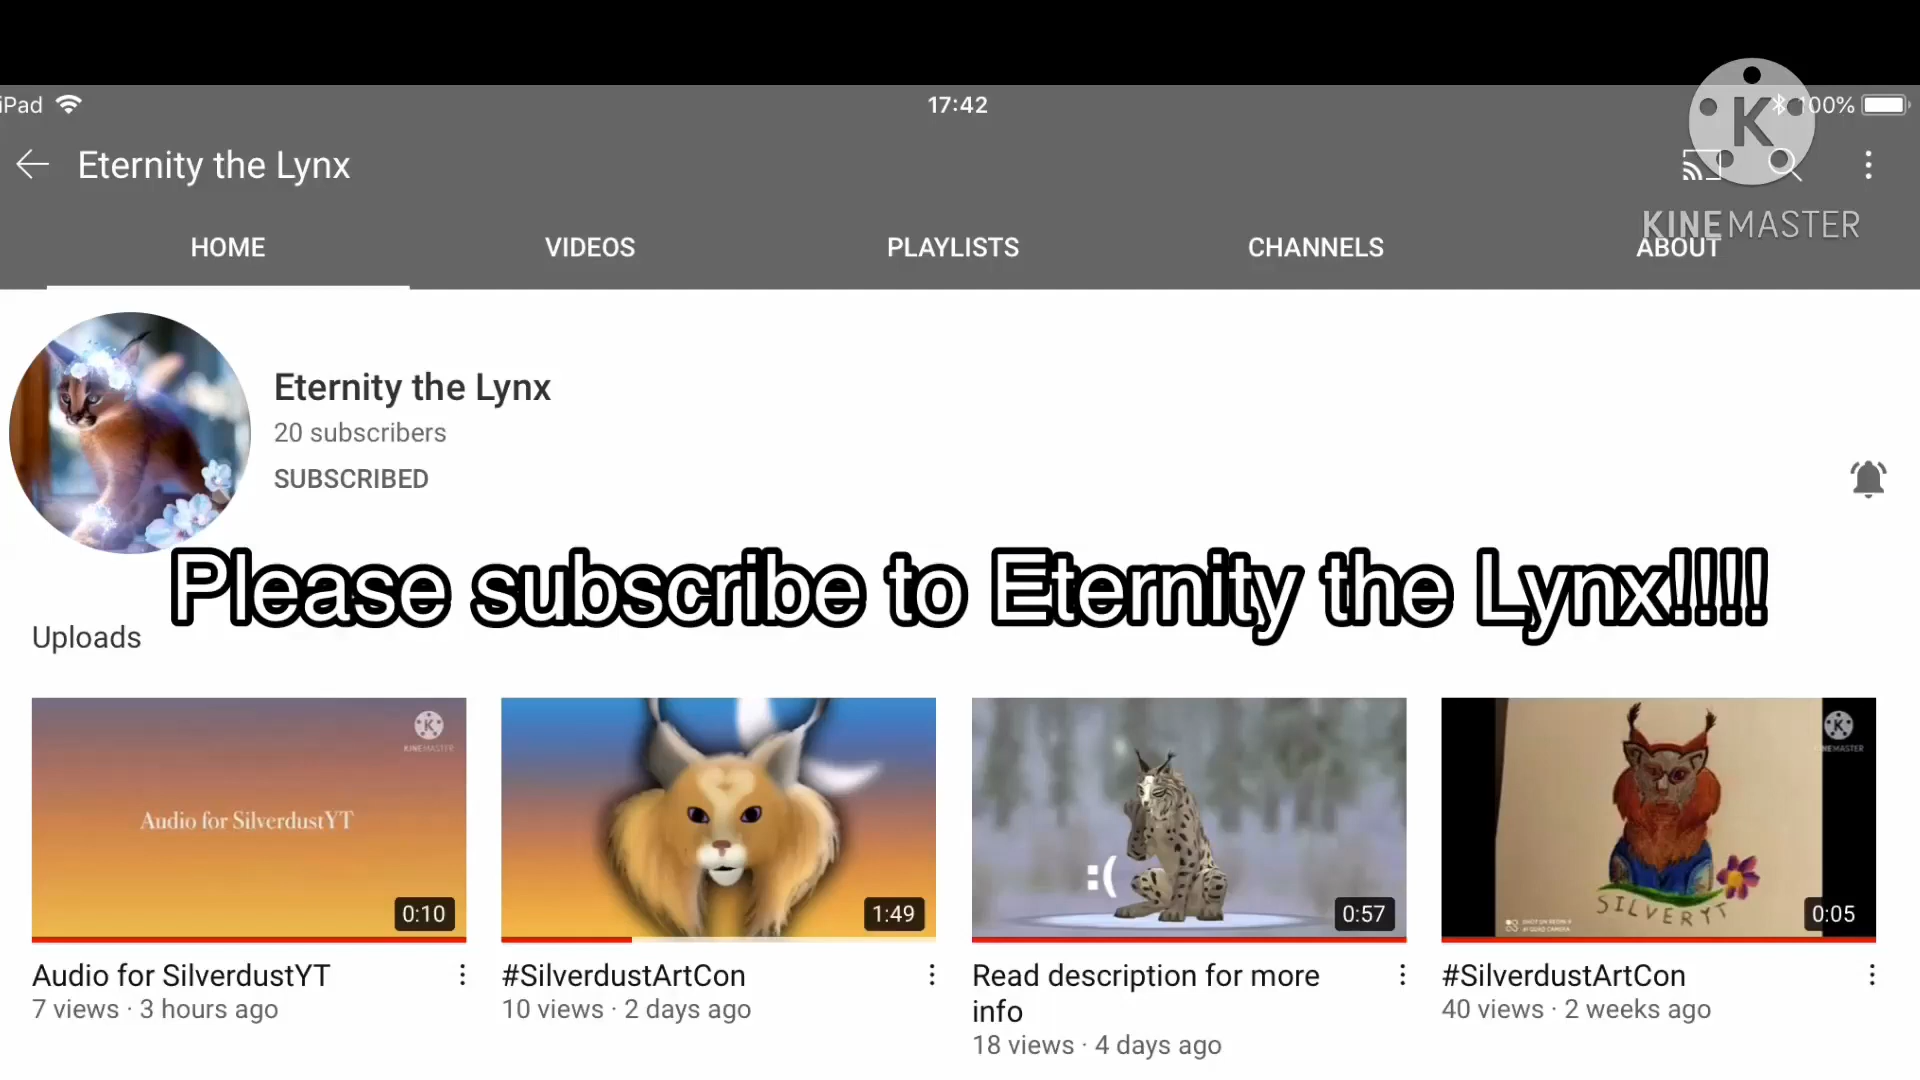 iPad 17:42 100%
Eternity the Lynx
KINEMASTER
HOME VIDEOS PLAYLISTS CHANNELS ABOUT
Eternity the Lynx
20 subscribers
SUBSCRIBED
Please subscribe to Eternity the Lynx!!!!
Uploads
KINEMASTER
Audio for SilverdustYT
0:10
1:49
:(
0:57
SILVERYT
0:05
Audio for SilverdustYT
7 views · 3 hours ago
#SilverdustArtCon
10 views · 2 days ago
Read description for more
info
18 views · 4 days ago
#SilverdustArtCon
40 views · 2 weeks ago